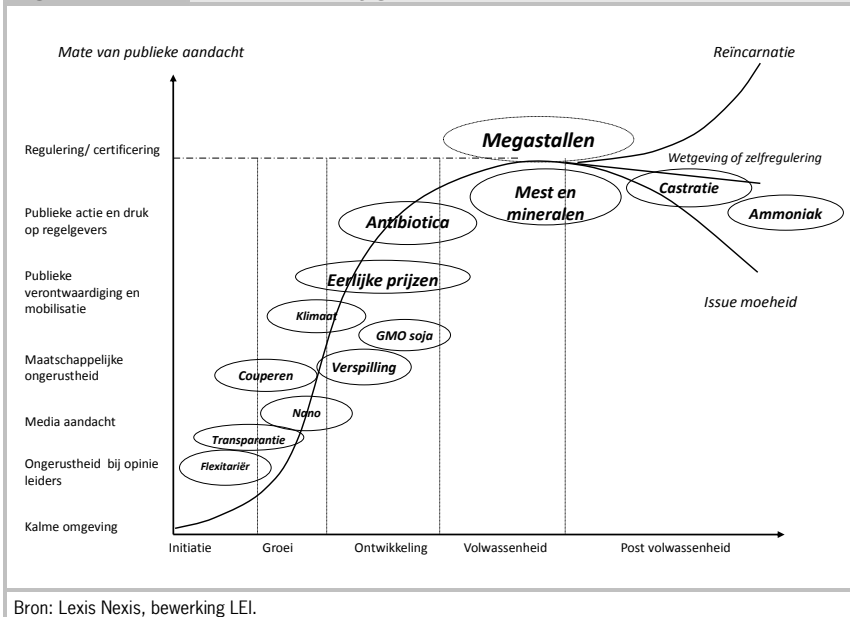 Mate van publieke aandacht
Reïncarnatie
Regulering/ certificering
Megastallen
Wetgeving of zelfregulering
Castratie
Mest en
mineralen
Ammoniak
Publieke actie en druk
op regelgevers
Antibiotica
Publieke
verontwaardiging en
mobilisatie
Eerlijke prijzen
Issue moeheid
Klimaat
GMO soja
Maatschappelijke
ongerustheid
Couperen
Verspilling
Media aandacht
Nano
Transparantie
Ongerustheid bij opinie
leiders
Flexitariër
Kalme omgeving
Initiatie
Groei
Ontwikkeling
Volwassenheid
Post volwassenheid
Bron: Lexis Nexis, bewerking LEI.